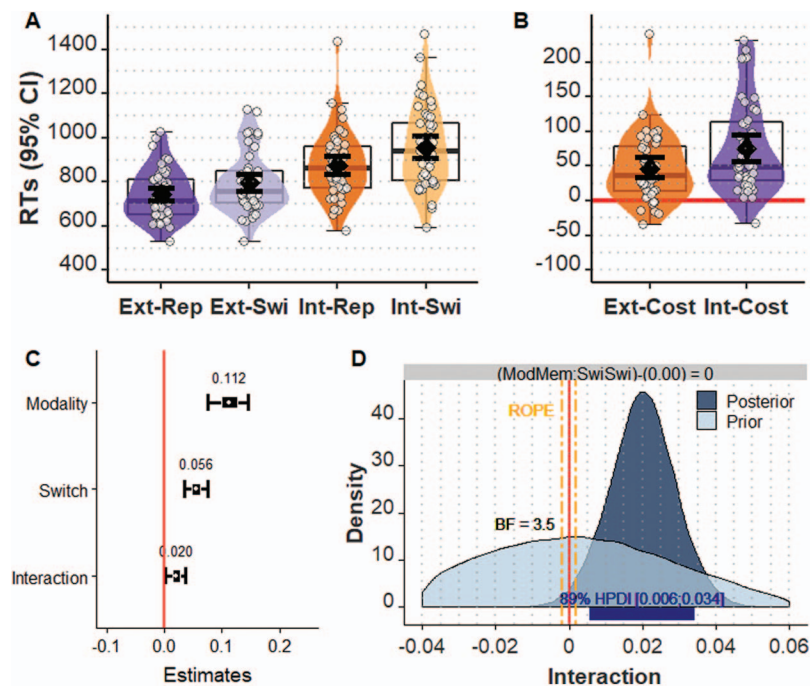 A
RTs (95% CI)
1400
1200
1000
800
600
400
Ext-Rep Ext-Swi Int-Rep Int-Swi
B
200
150
100
50
0
-50
-100
Ext-Cost Int-Cost
C
Modality
Switch
Interaction
0.112
0.056
0.020
-0.1 0.0 0.1 0.2
Estimates
D
(ModMem:SwiSwi)-(0.00) = 0
Density
40
30
20
10
0
ROPE
Posterior
Prior
BF = 3.5
89% HPDI [0.006;0.034]
-0.04 -0.02 0 0.02 0.04 0.06
Interaction